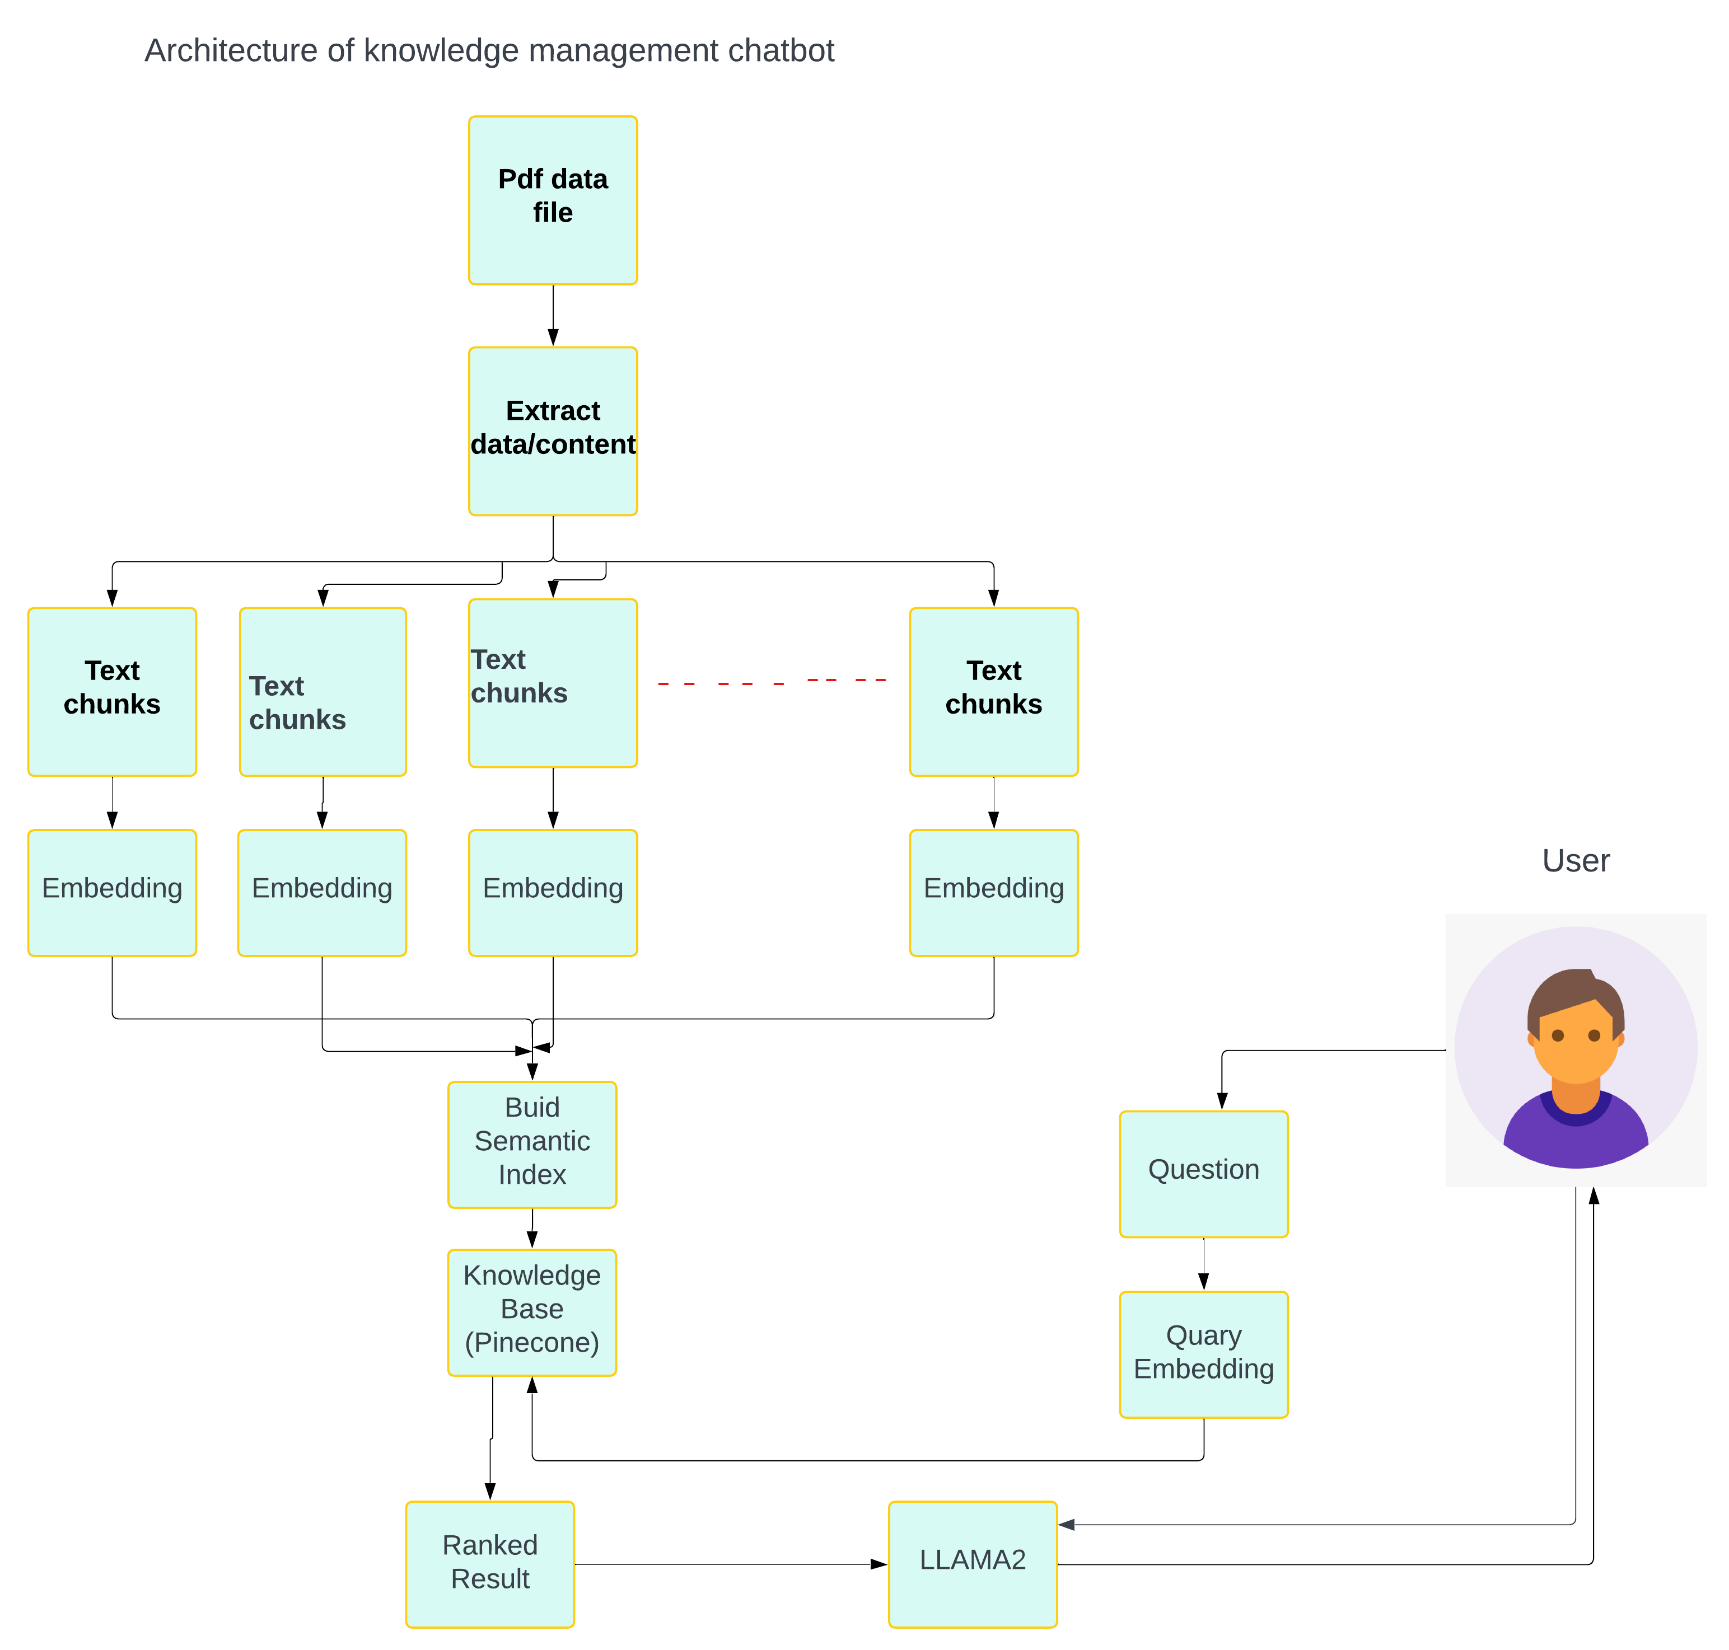 Architecture of knowledge management chatbot
Pdf data
file
Extract
data/content
Text
chunks
Text
chunks
Text
chunks
Text
chunks
Embedding
Embedding
Embedding
Embedding
User
Buid
Semantic
Index
Question
Knowledge
Base
(Pinecone)
Quary
Embedding
Ranked
Result
LLAMA2